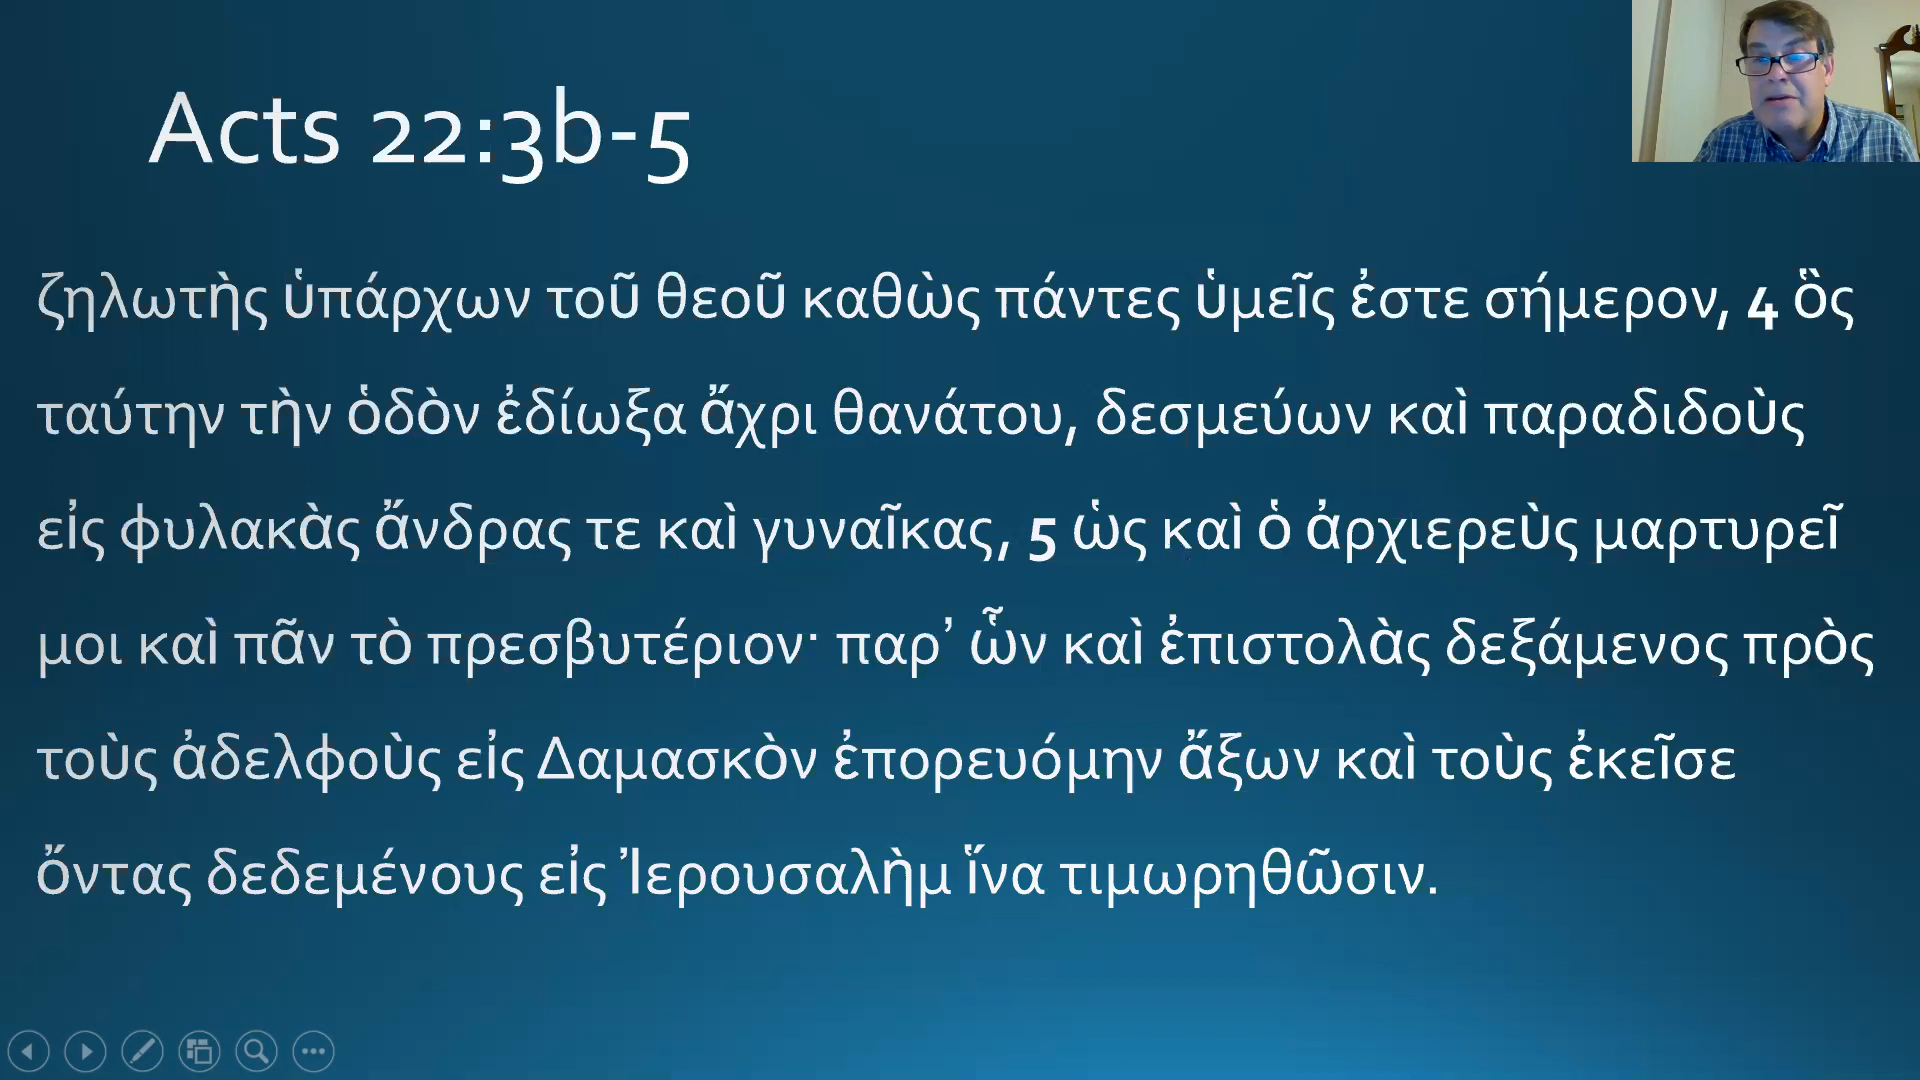 Acts 22:3b-5
ζηλωτὴς ὑπάρχων τοῦ θεοῦ καθὼς πάντες ὑμεῖς ἐστε σήμερον, 4 ὃς
ταύτην τὴν ὁδὸν ἐδίωξα ἄχρι θανάτου, δεσμεύων καὶ παραδιδοὺς
εἰς φυλακὰς ἄνδρας τε καὶ γυναῖκας, 5 ὡς καὶ ὁ ἀρχιερεὺς μαρτυρεῖ
μοι καὶ πᾶν τὸ πρεσβυτέριον· παρ’ ὧν καὶ ἐπιστολὰς δεξάμενος πρὸς
τοὺς ἀδελφοὺς εἰς Δαμασκὸν ἐπορευόμην ἄξων καὶ τοὺς ἐκεῖσε
ὄντας δεδεμένους εἰς Ἰερουσαλὴμ ἵνα τιμωρηθῶσιν.